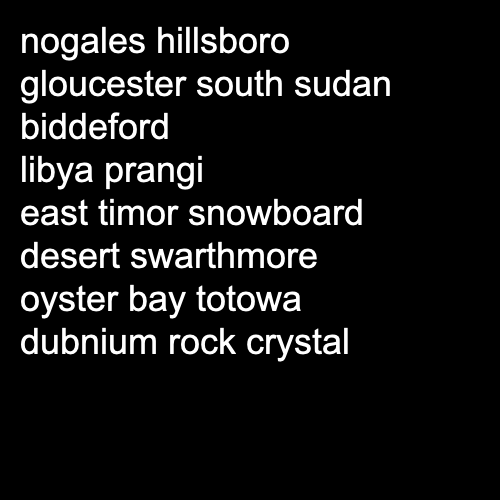 nogales hillsboro
gloucester south sudan
biddeford
libya prangi
east timor snowboard
desert swarthmore
oyster bay totowa
dubnium rock crystal